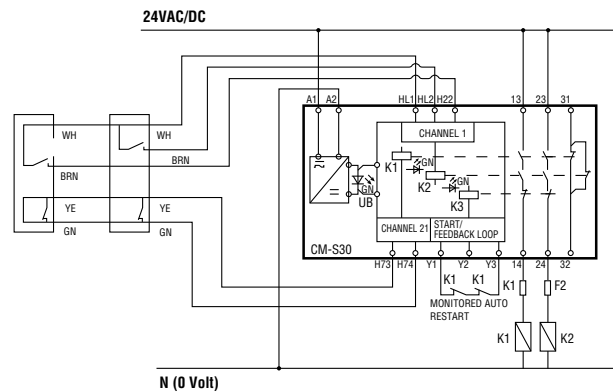 24VAC/DC
A1 A2 HL1 HL2 H22 13 23 31
WH WH
CHANNEL 1
BRN BRN
K1 GN
K2 GN
K3
GN
UB
YE YE
GN GN
CHANNEL 21 START/
FEEDBACK LOOP
CM-S30
H73 H74 Y1 Y2 Y3 14 24 32
K1 K1 K1 F2
MONITORED AUTO
RESTART
K1 K2
N (0 Volt)